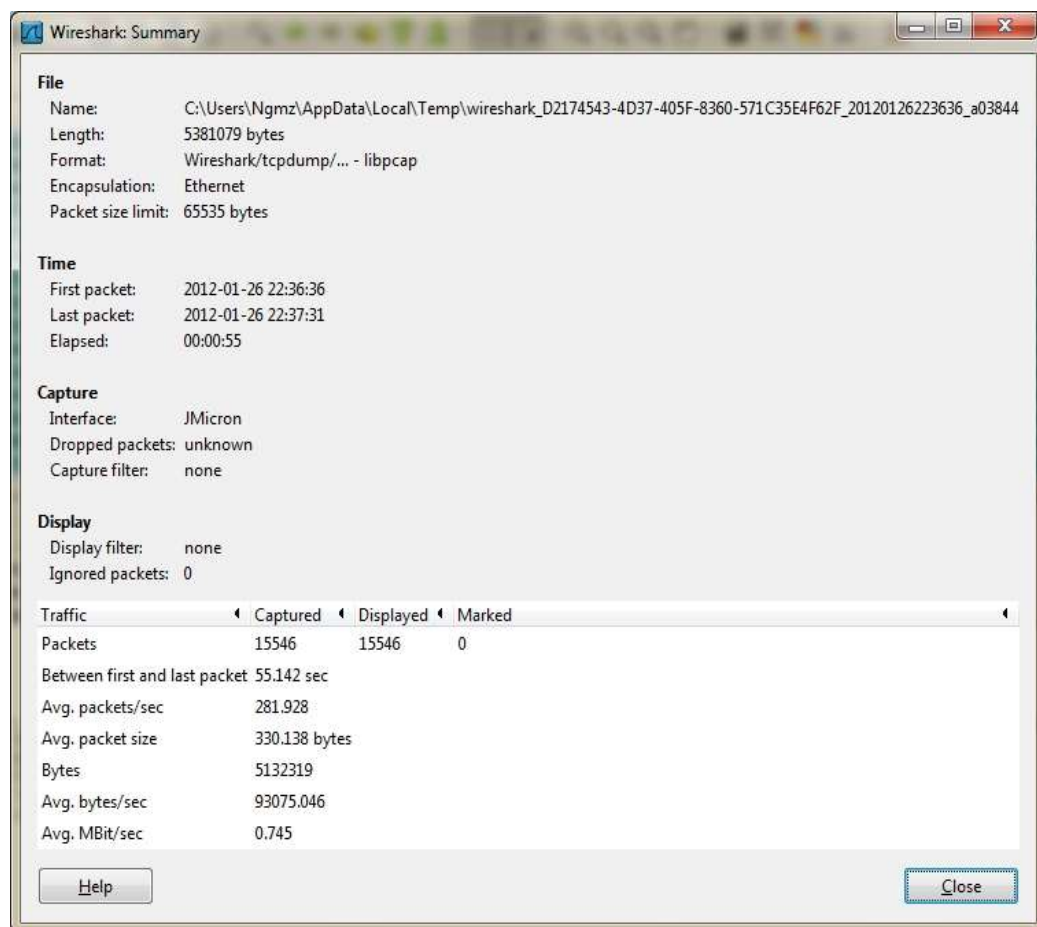 Wireshark: Summary
File
Name: C:\Users\Ngmz\AppData\Local\Temp\wireshark_D2174543-4D37-405F-8360-571C35E4F62F_20120126223636_a03844
Length: 5381079 bytes
Format: Wireshark/tcpdump/... - libpcap
Encapsulation: Ethernet
Packet size limit: 65535 bytes
Time
First packet: 2012-01-26 22:36:36
Last packet: 2012-01-26 22:37:31
Elapsed: 00:00:55
Capture
Interface: JMicron
Dropped packets: unknown
Capture filter: none
Display
Display filter: none
Ignored packets: 0
Traffic Captured Displayed Marked
Packets 15546 15546 0
Between first and last packet 55.142 sec
Avg. packets/sec 281.928
Avg. packet size 330.138 bytes
Bytes 5132319
Avg. bytes/sec 93075.046
Avg. MBit/sec 0.745
Help Close